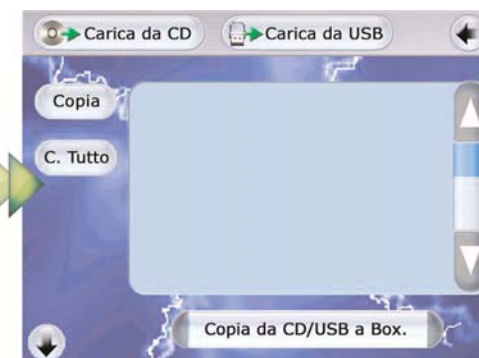 Carica da CD Carica da USB
Copia
C. Tutto
Copia da CD/USB a Box.